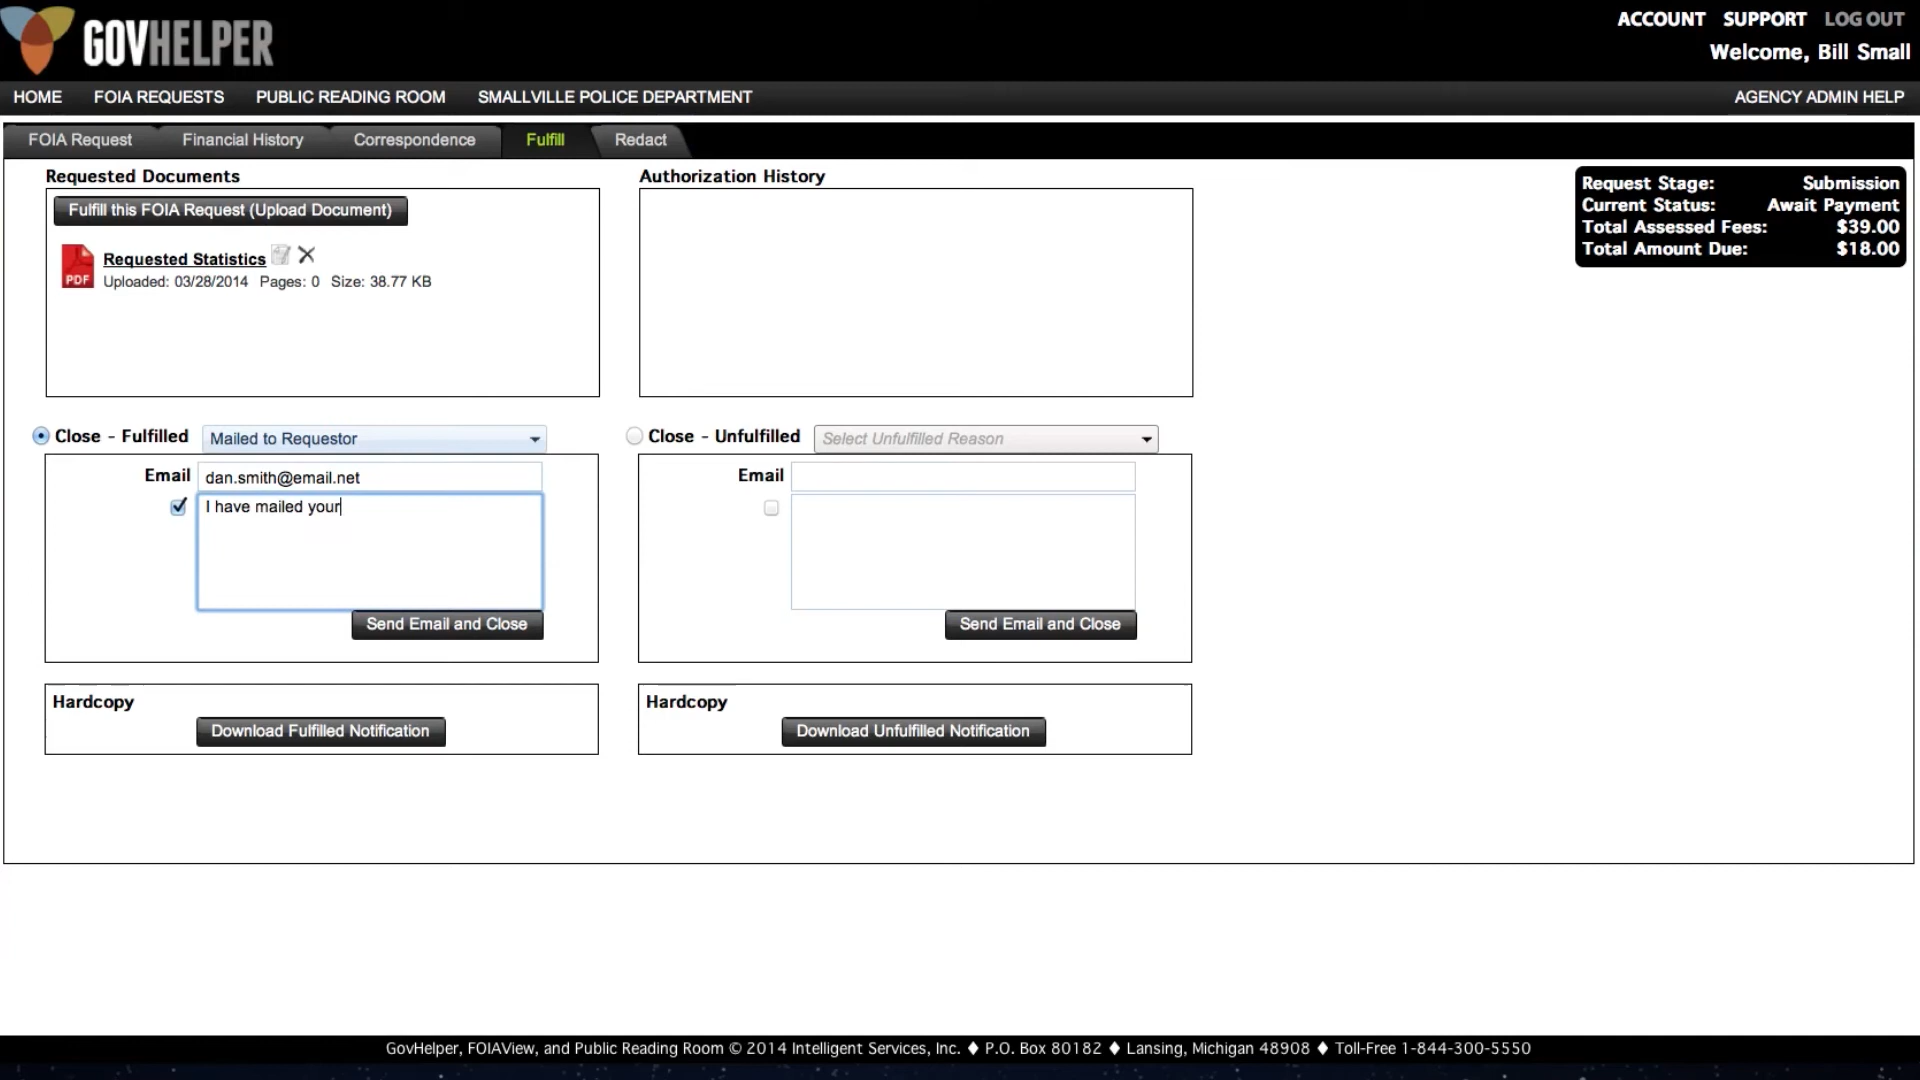 GOVHELPER
ACCOUNT SUPPORT LOG OUT
Welcome, Bill Small
HOME FOIA REQUESTS PUBLIC READING ROOM SMALLVILLE POLICE DEPARTMENT AGENCY ADMIN HELP
FOIA Request Financial History Correspondence Fulfill Redact
Requested Documents
Fulfill this FOIA Request (Upload Document)
PDF
Requested Statistics
Uploaded: 03/28/2014 Pages: 0 Size: 38.77 KB
Authorization History
Request Stage: Submission
Current Status: Await Payment
Total Assessed Fees: $39.00
Total Amount Due: $18.00
Close - Fulfilled Mailed to Requestor
Email dan.smith@email.net
I have mailed your
Send Email and Close
Close - Unfulfilled Select Unfulfilled Reason
Email
Send Email and Close
Hardcopy
Download Fulfilled Notification
Hardcopy
Download Unfulfilled Notification
GovHelper, FOIAView, and Public Reading Room © 2014 Intelligent Services, Inc. ♦ P.O. Box 80182 ♦ Lansing, Michigan 48908 ♦ Toll-Free 1-844-300-5550